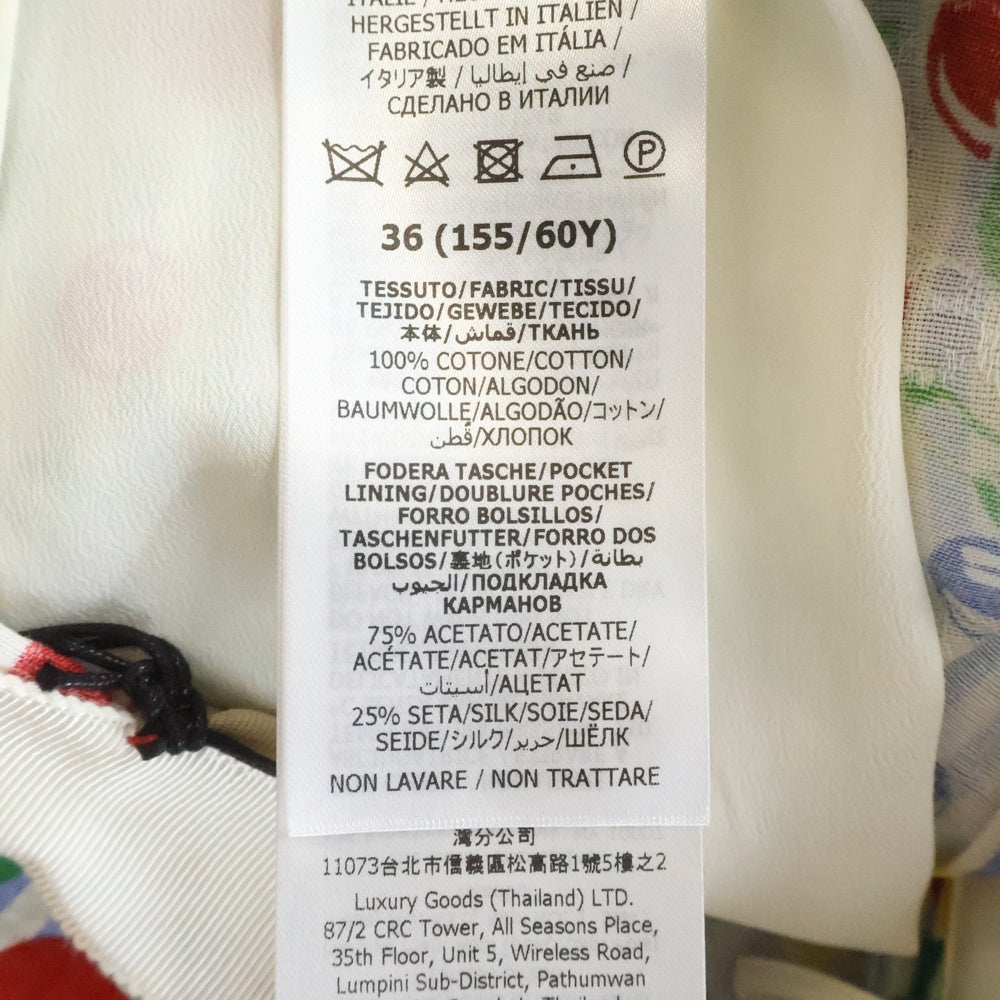 HERGESTELLT IN ITALIEN /
FABRICADO EM ITÁLIA /
イタリア製 / صنع في إيطاليا /
СДЕЛАНО В ИТАЛИИ
P
36 (155/60Y)
TESSUTO/FABRIC/TISSU/
TEJIDO/GEWEBE/TECIDO/
本体/قماش/ТКАНЬ
100% COTONE/COTTON/
COTON/ALGODON/
BAUMWOLLE/ALGODÃO/コットン/
قُطن/ХЛОПОК
FODERA TASCHE/POCKET
LINING/DOUBLURE POCHES/
FORRO BOLSILLOS/
TASCHENFUTTER/FORRO DOS
BOLSOS/裏地(ポケット)/بطانة
الجيوب/ПОДКЛАДКА
КАРМАНОВ
75% ACETATO/ACETATE/
ACÉTATE/ACETAT/アセテート/
أسيتات/АЦЕТАТ
25% SETA/SILK/SOIE/SEDA/
SEIDE/シルク/حرير/ШЁЛК
NON LAVARE / NON TRATTARE
灣分公司
11073台北市信義區松高路1號5樓之2
Luxury Goods (Thailand) LTD.
87/2 CRC Tower, All Seasons Place,
35th Floor, Unit 5, Wireless Road,
Lumpini Sub-District, Pathumwan